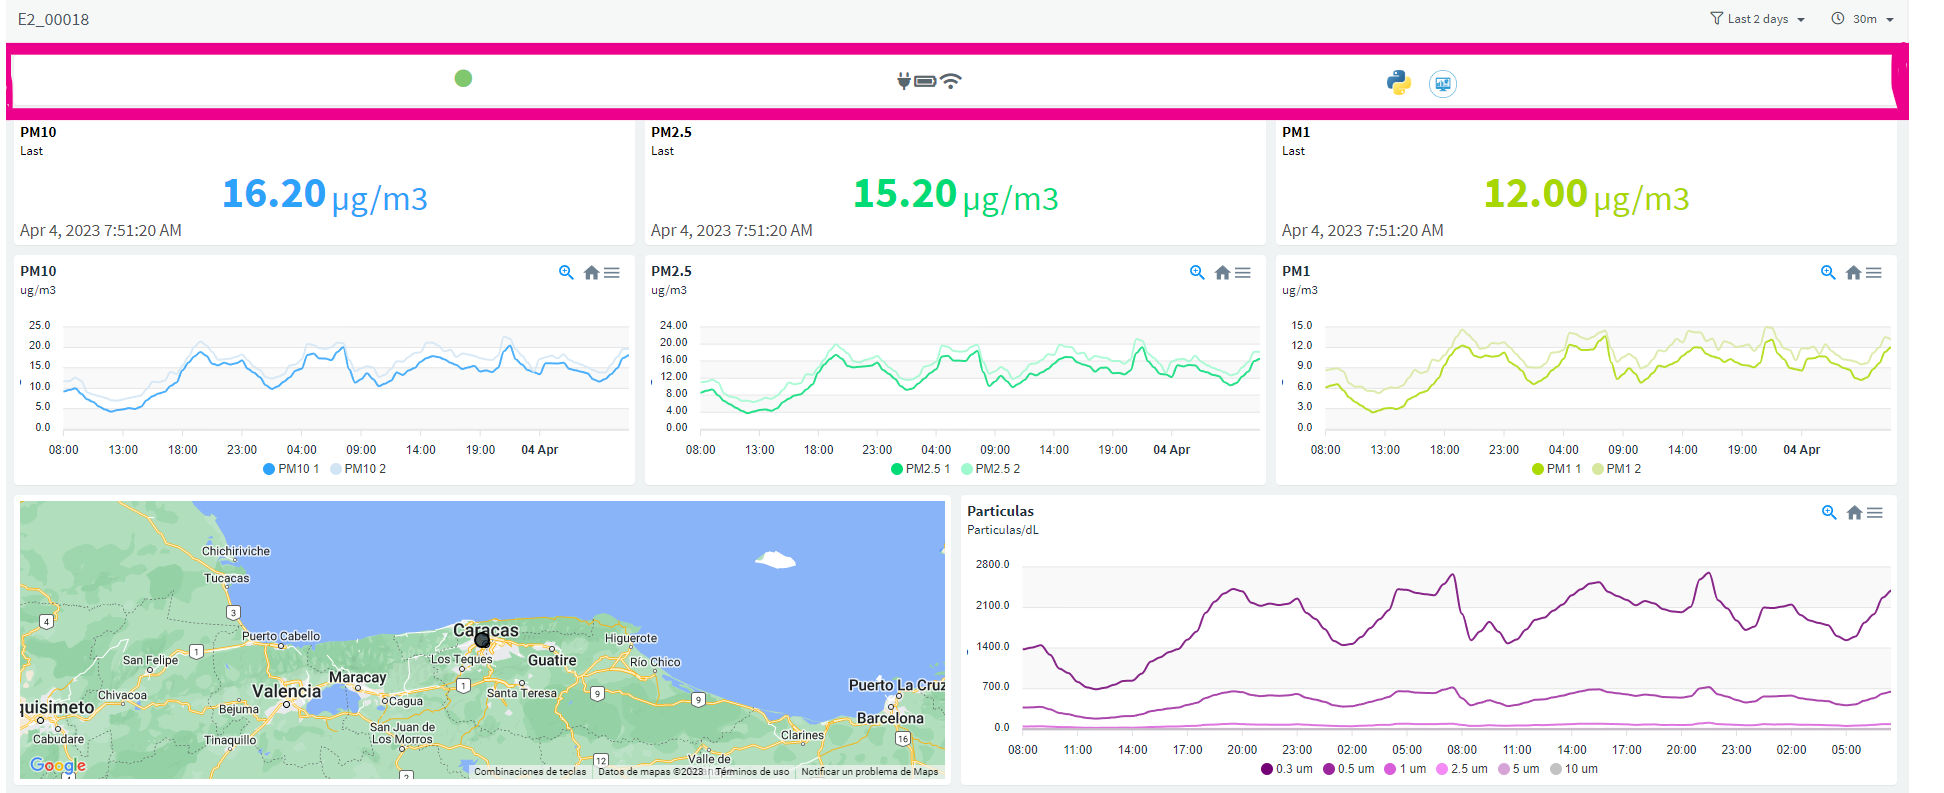 E2_00018
Last 2 days
30m
PM10
Last
16.20 µg/m3
Apr 4, 2023 7:51:20 AM
PM2.5
Last
15.20 µg/m3
Apr 4, 2023 7:51:20 AM
PM1
Last
12.00 µg/m3
Apr 4, 2023 7:51:20 AM
PM10
ug/m3
25.0
20.0
15.0
10.0
5.0
0.0
08:00 13:00 18:00 23:00 04:00 09:00 14:00 19:00 04 Apr
PM10 1 PM10 2
PM2.5
ug/m3
24.00
20.00
16.00
12.00
8.00
4.00
0.00
08:00 13:00 18:00 23:00 04:00 09:00 14:00 19:00 04 Apr
PM2.5 1 PM2.5 2
PM1
ug/m3
15.0
12.0
9.0
6.0
3.0
0.0
08:00 13:00 18:00 23:00 04:00 09:00 14:00 19:00 04 Apr
PM1 1 PM1 2
Chichiriviche
Tucacas
3
4
Puerto Cabello
Caracas
Higuerote
1
San Felipe
Los Teques
Guatire
Río Chico
Maracay
1
Santa Teresa
9
9
Puerto La Cruz
Chivacoa
Valencia
quisimeto
Bejuma
Cagua
Barcelona
Cabudare
Tinaquillo
San Juan de
Los Morros
Clarines
16
12
Valle de
2
Google
Combinaciones de teclas
Datos de mapas ©2023
Términos de uso
Notificar un problema de Maps
Particulas
Particulas/dL
2800.0
2100.0
1400.0
700.0
0.0
08:00 11:00 14:00 17:00 20:00 23:00 02:00 05:00 08:00 11:00 14:00 17:00 20:00 23:00 02:00 05:00
0.3 um 0.5 um 1 um 2.5 um 5 um 10 um